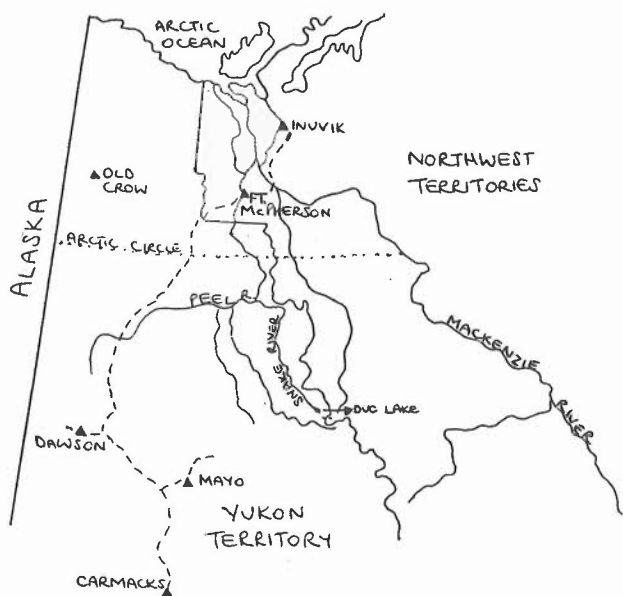 ARCTIC
OCEAN
INUVIK
OLD
CROW
NORTHWEST
TERRITORIES
FT.
McPHERSON
ALASKA
ARCTIC CIRCLE
PEEL R.
MACKENZIE
RIVER
SNAKE RIVER
DUC LAKE
DAWSON
MAYO
YUKON
TERRITORY
CARMACKS